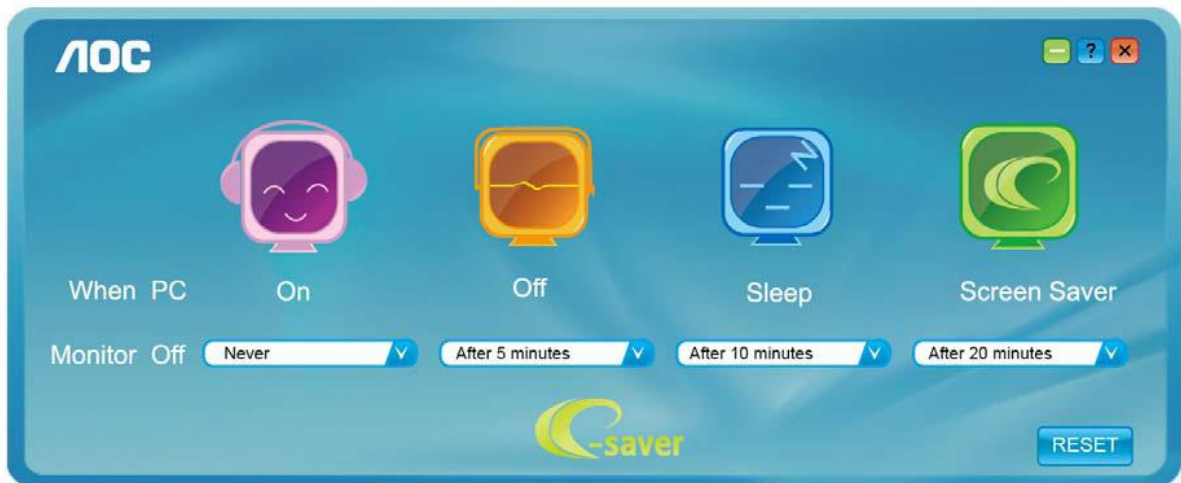 AOC
?
When PC On Off Sleep Screen Saver
Monitor Off Never After 5 minutes After 10 minutes After 20 minutes
e-saver
RESET